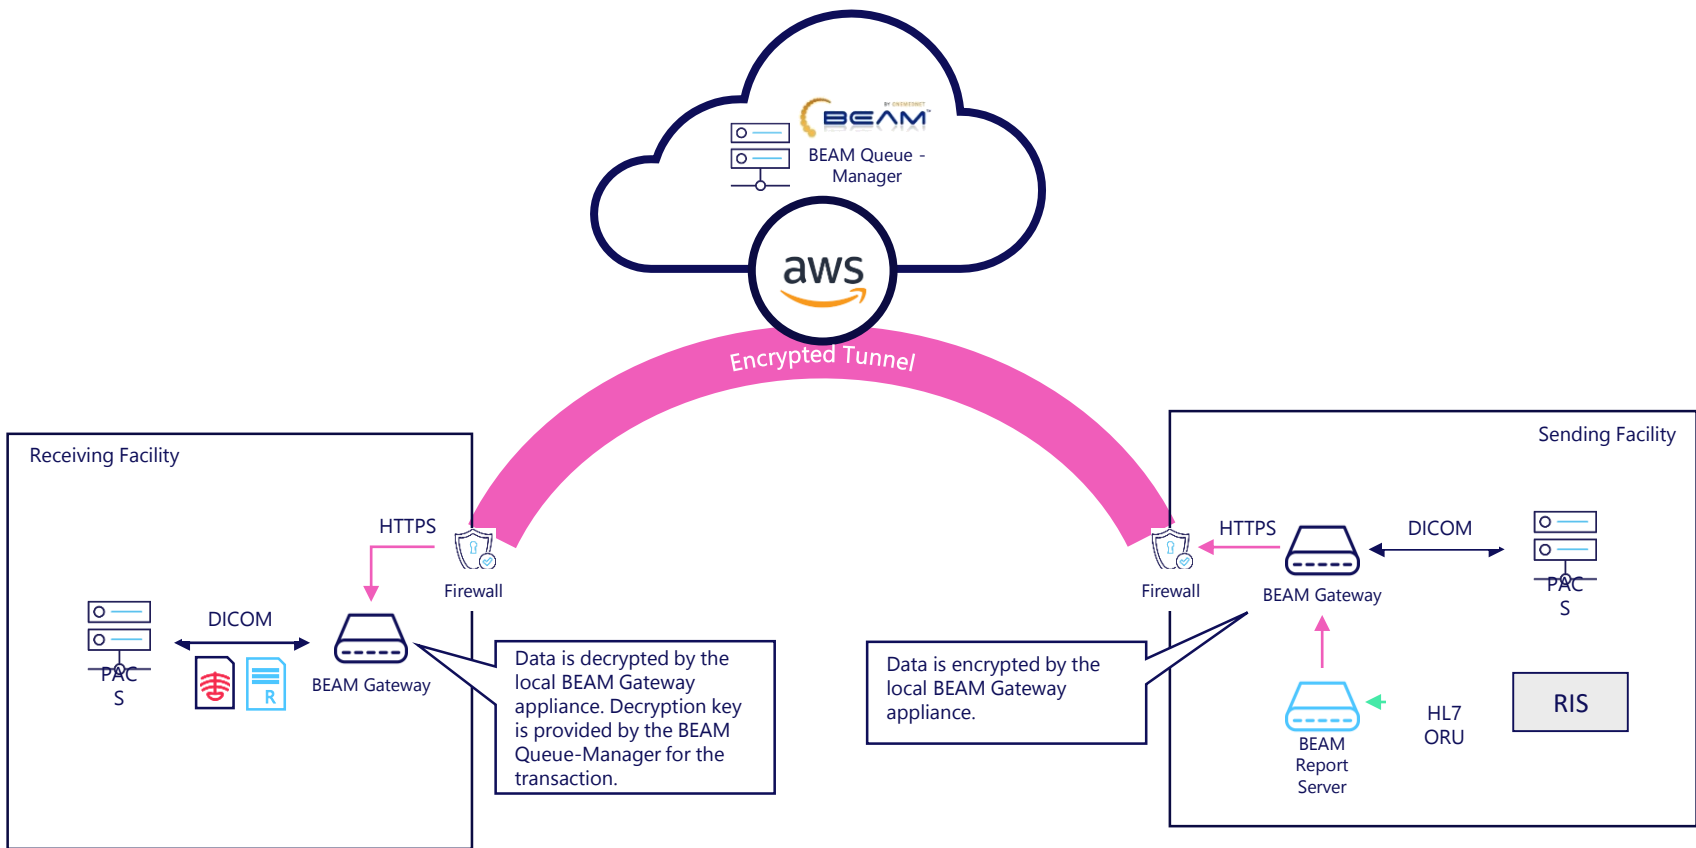 BY ONEMEDNET
BEAM™
BEAM Queue -
Manager
aws
Encrypted Tunnel
Receiving Facility
HTTPS
Firewall
DICOM
PAC
S
R
BEAM Gateway
Data is decrypted by the
local BEAM Gateway
appliance. Decryption key
is provided by the BEAM
Queue-Manager for the
transaction.
Sending Facility
HTTPS
DICOM
Firewall
BEAM Gateway
PAC
S
Data is encrypted by the
local BEAM Gateway
appliance.
HL7
ORU
RIS
BEAM
Report
Server